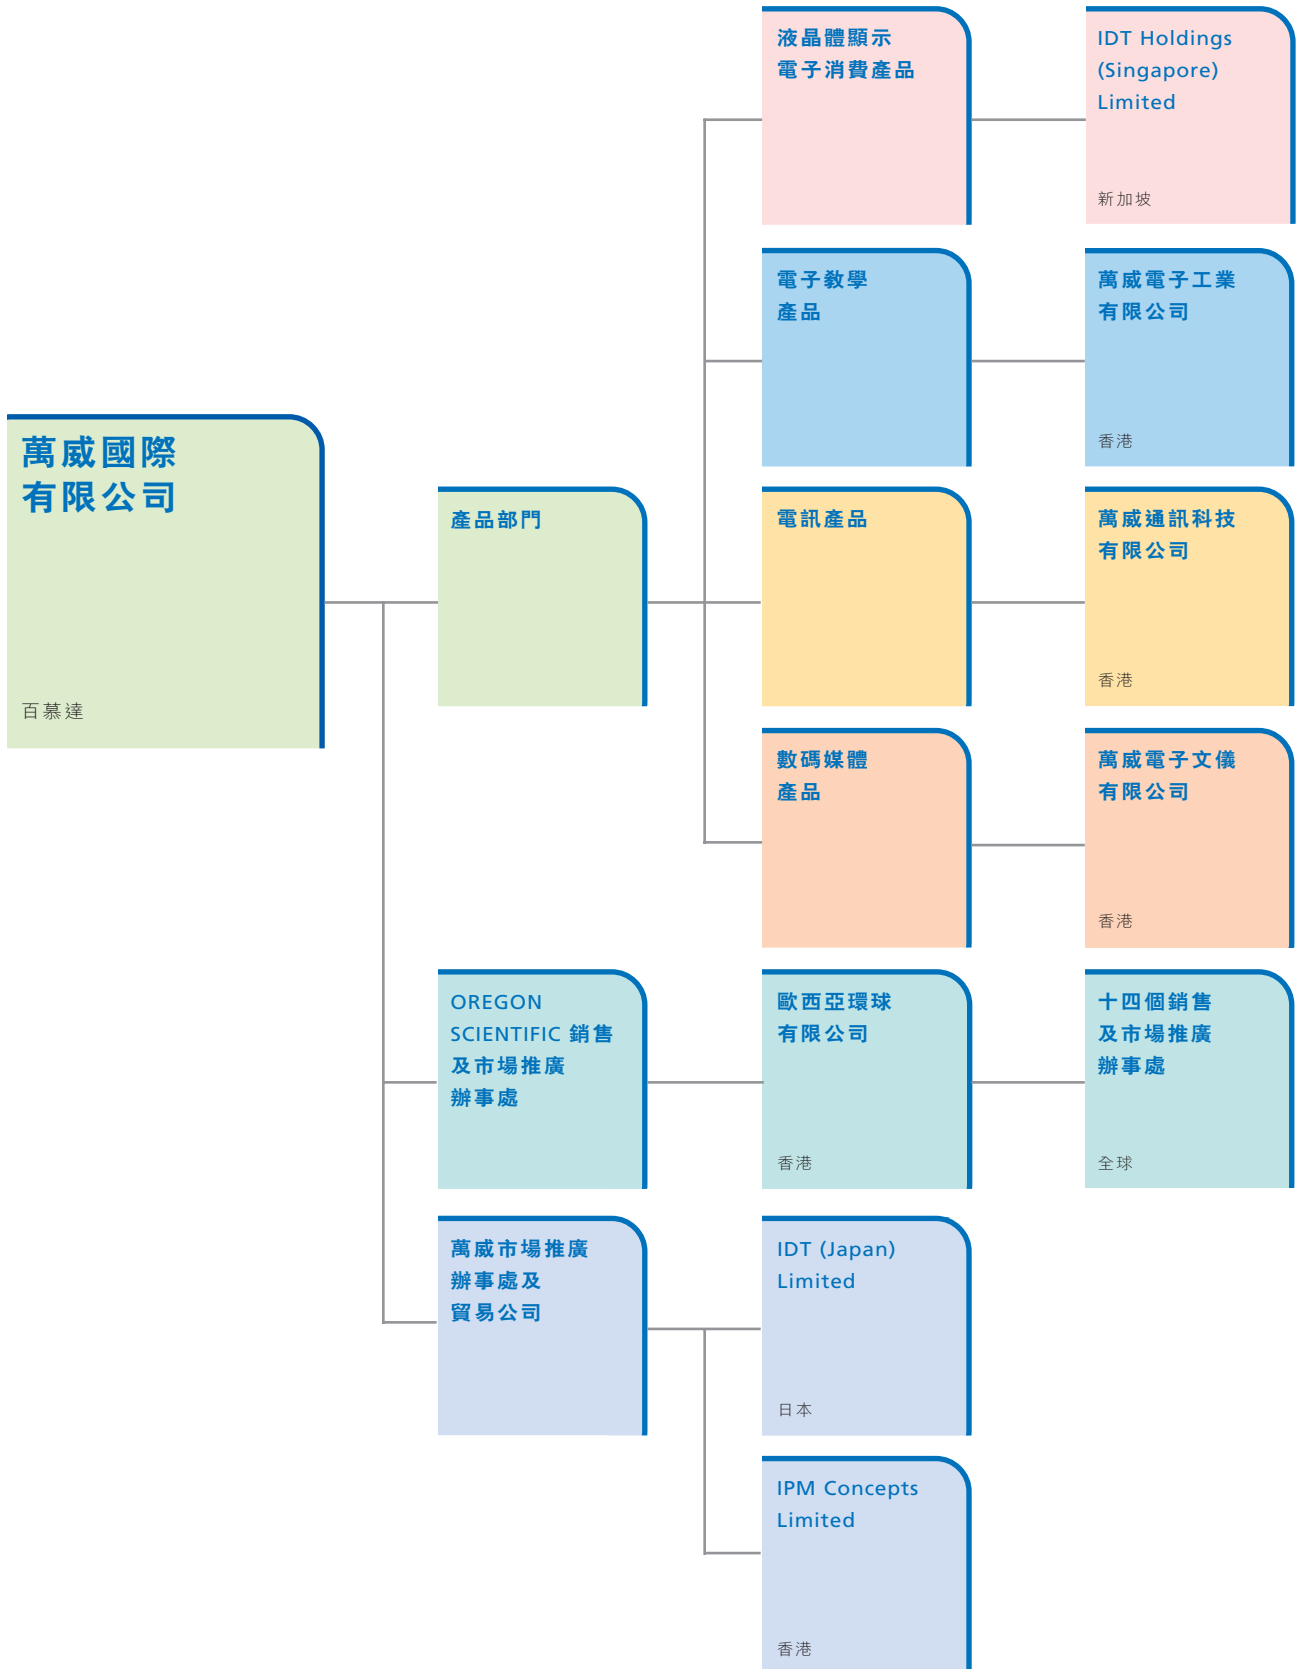 萬威國際
有限公司
百慕達
產品部門
液晶體顯示
電子消費產品
IDT Holdings
(Singapore)
Limited
新加坡
電子教學
產品
萬威電子工業
有限公司
香港
電訊產品
萬威通訊科技
有限公司
香港
數碼媒體
產品
萬威電子文儀
有限公司
香港
OREGON
SCIENTIFIC 銷售
及市場推廣
辦事處
歐西亞環球
有限公司
香港
十四個銷售
及市場推廣
辦事處
全球
萬威市場推廣
辦事處及
貿易公司
IDT (Japan)
Limited
日本
IPM Concepts
Limited
香港